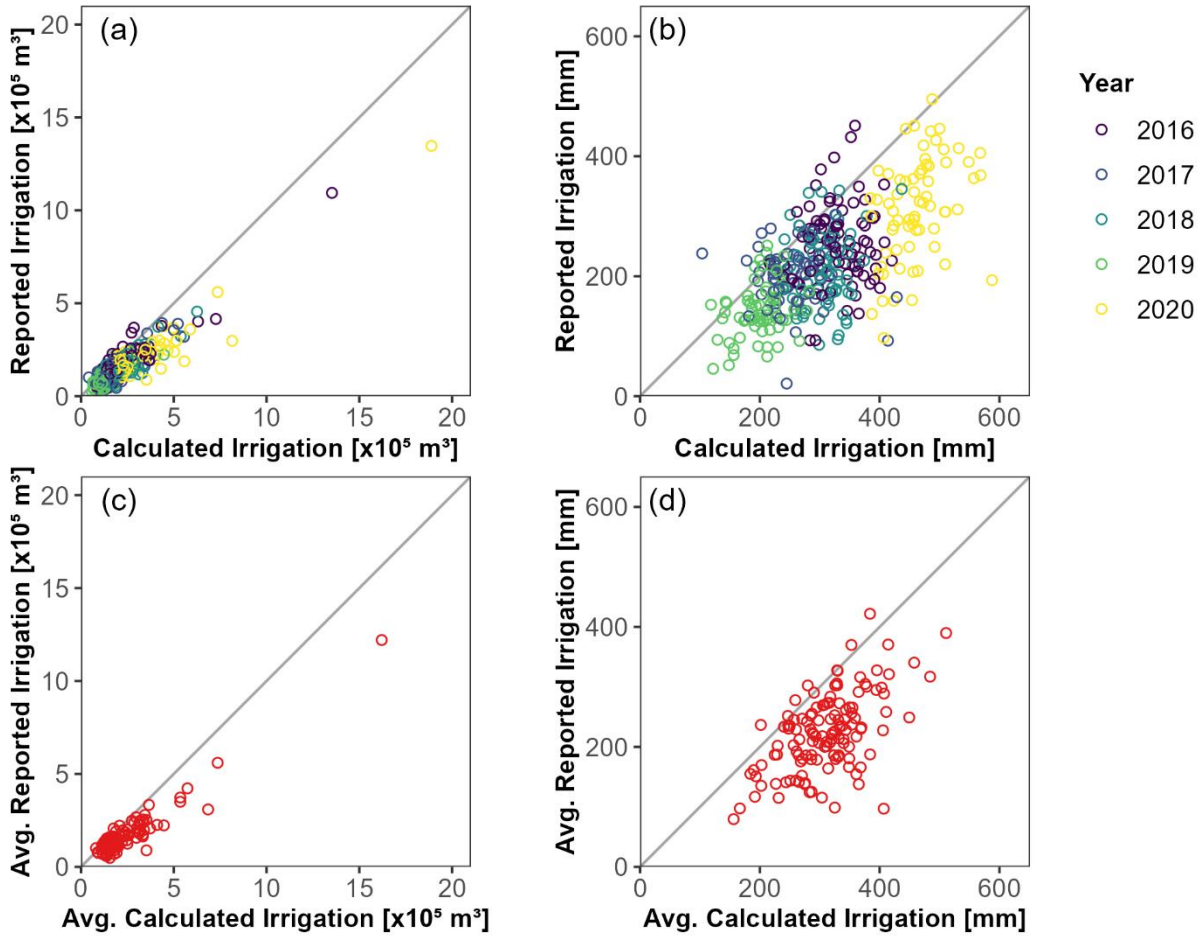 (a)
20
15
10
5
0
0 5 10 15 20
Reported Irrigation [x10⁵ m³]
Calculated Irrigation [x10⁵ m³]
(b)
600
400
200
0
0 200 400 600
Reported Irrigation [mm]
Calculated Irrigation [mm]
Year
2016
2017
2018
2019
2020
(c)
20
15
10
5
0
0 5 10 15 20
Avg. Reported Irrigation [x10⁵ m³]
Avg. Calculated Irrigation [x10⁵ m³]
(d)
600
400
200
0
0 200 400 600
Avg. Reported Irrigation [mm]
Avg. Calculated Irrigation [mm]